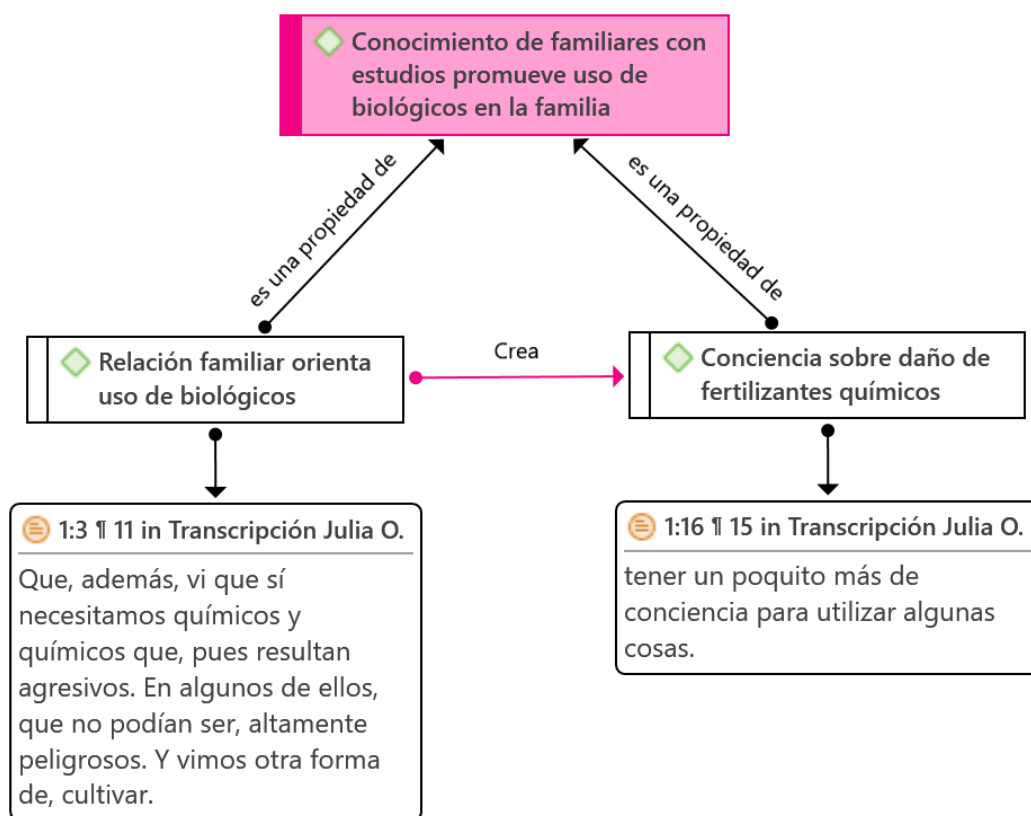 Conocimiento de familiares con
estudios promueve uso de
biológicos en la familia
es una propiedad de
es una propiedad de
Relación familiar orienta
uso de biológicos
Crea
Conciencia sobre daño de
fertilizantes químicos
1:3 ¶ 11 in Transcripción Julia O.
Que, además, vi que sí
necesitamos químicos y
químicos que, pues resultan
agresivos. En algunos de ellos,
que no podían ser, altamente
peligrosos. Y vimos otra forma
de, cultivar.
1:16 ¶ 15 in Transcripción Julia O.
tener un poquito más de
conciencia para utilizar algunas
cosas.